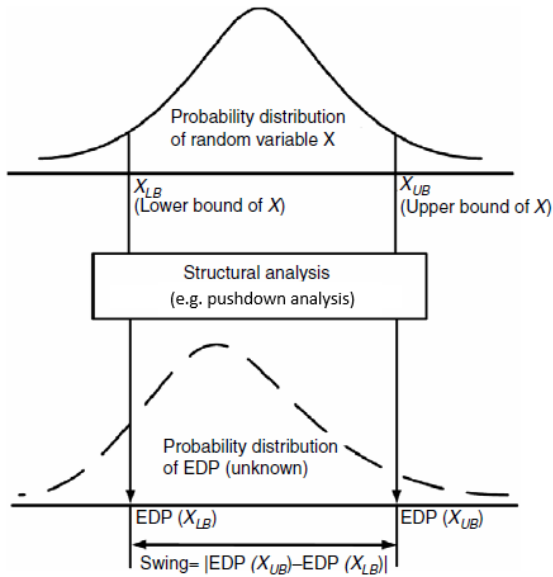 Probability distribution
of random variable X
X_LB
(Lower bound of X)
X_UB
(Upper bound of X)
Structural analysis
(e.g. pushdown analysis)
Probability distribution
of EDP (unknown)
EDP (X_LB)
EDP (X_UB)
Swing= |EDP (X_UB)–EDP (X_LB)|